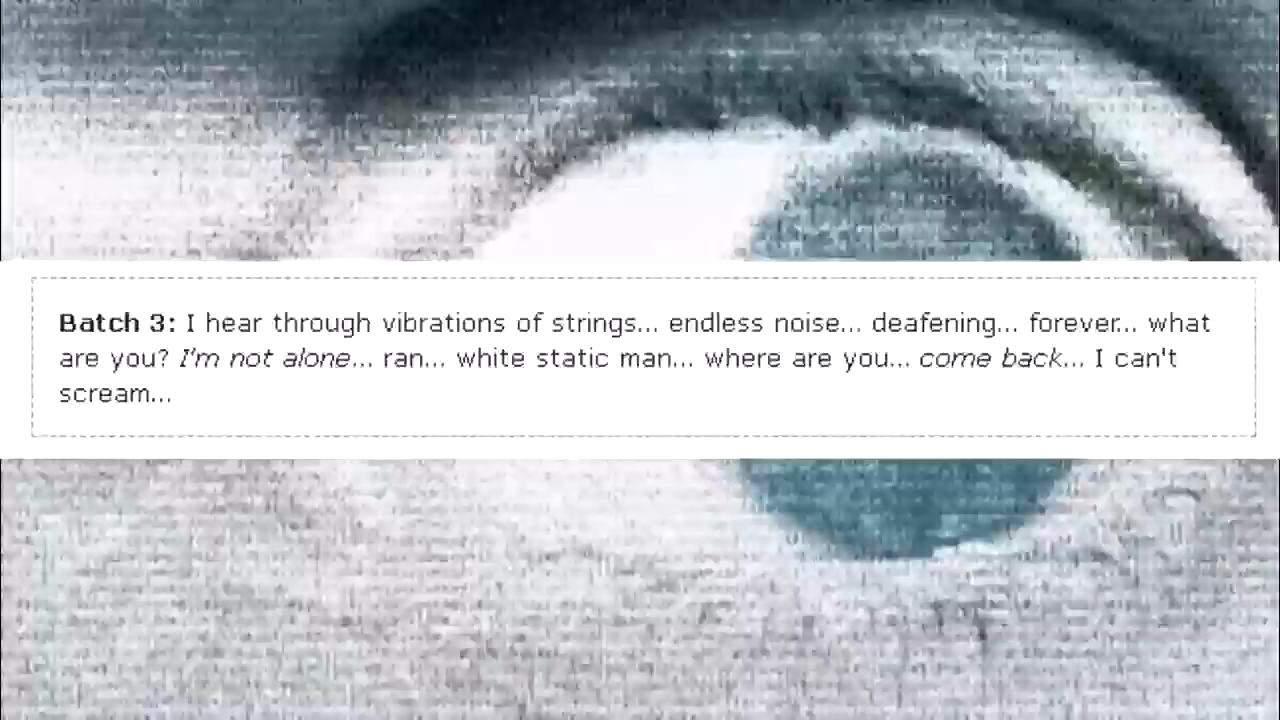 Batch 3: I hear through vibrations of strings... endless noise... deafening... forever... what
are you? I'm not alone... ran... white static man... where are you... come back... I can't
scream...